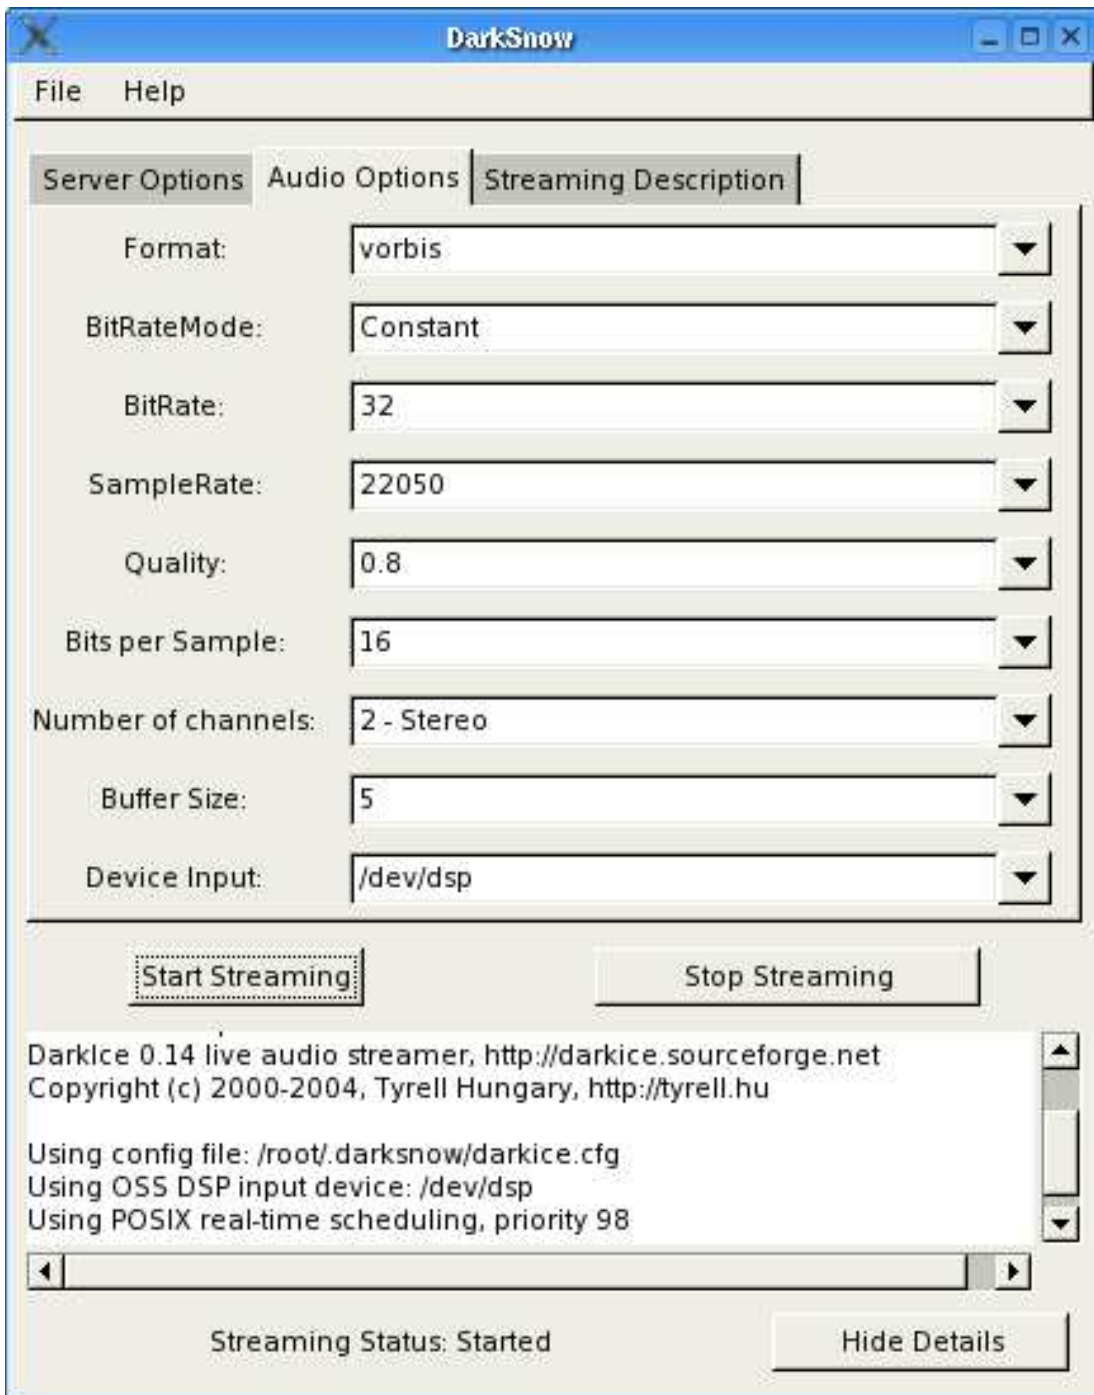 DarkSnow
File Help
Server Options Audio Options Streaming Description
Format: vorbis
BitRateMode: Constant
BitRate: 32
SampleRate: 22050
Quality: 0.8
Bits per Sample: 16
Number of channels: 2 - Stereo
Buffer Size: 5
Device Input: /dev/dsp
Start Streaming Stop Streaming
DarkIce 0.14 live audio streamer, http://darkice.sourceforge.net
Copyright (c) 2000-2004, Tyrell Hungary, http://tyrell.hu
Using config file: /root/.darksnow/darkice.cfg
Using OSS DSP input device: /dev/dsp
Using POSIX real-time scheduling, priority 98
Streaming Status: Started Hide Details